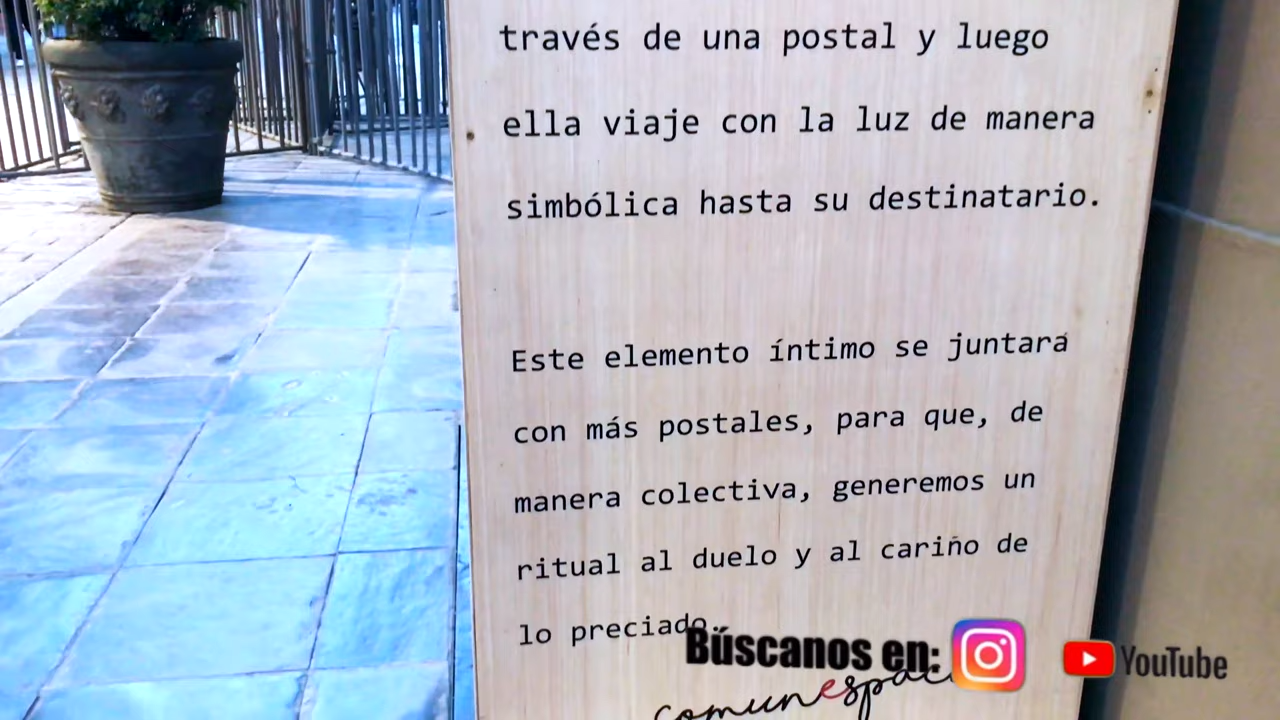 través de una postal y luego
ella viaje con la luz de manera
simbólica hasta su destinatario.
Este elemento íntimo se juntará
con más postales, para que, de
manera colectiva, generemos un
ritual al duelo y al cariño de
lo preciado.
Búscanos en:
YouTube